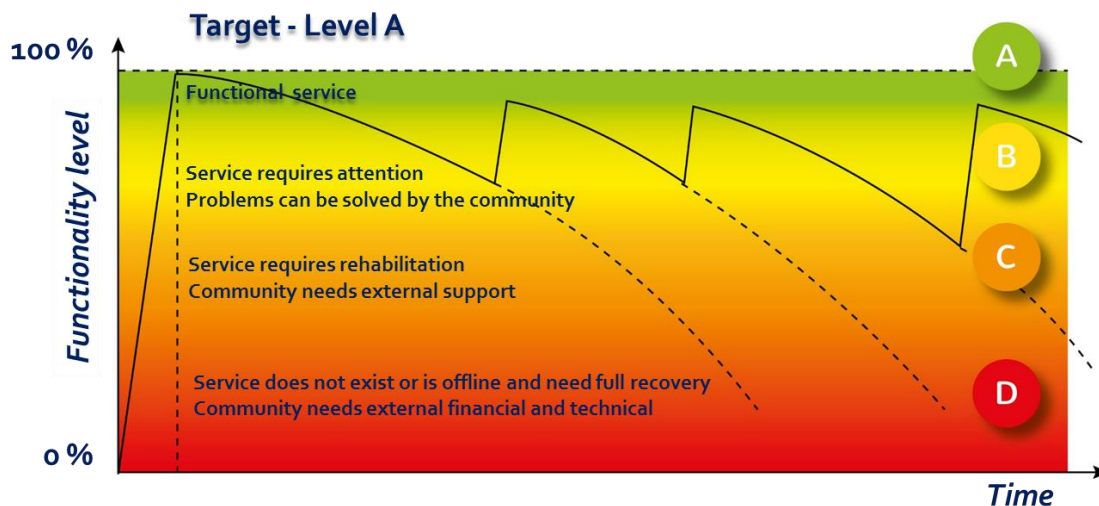 Target - Level A
100 %
A
Functional service
Functionality level
B
Service requires attention
Problems can be solved by the community
C
Service requires rehabilitation
Community needs external support
D
Service does not exist or is offline and need full recovery
Community needs external financial and technical
0 %
Time